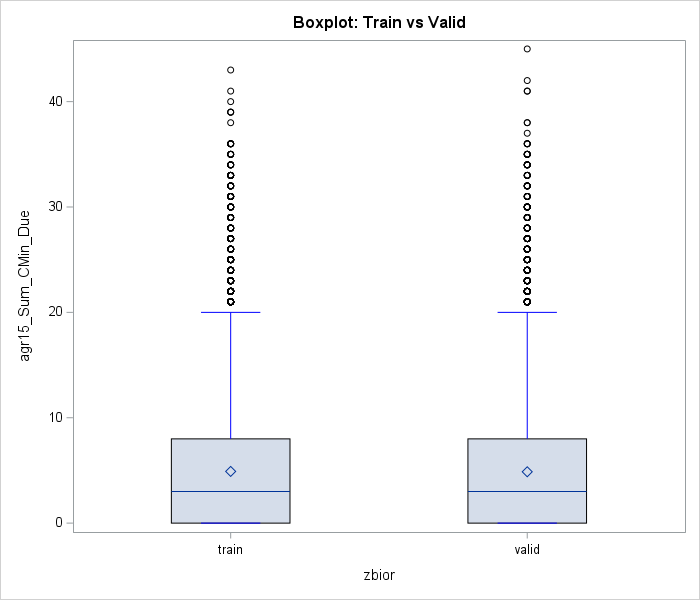 Boxplot: Train vs Valid
agr15_Sum_CMin_Due
40
30
20
10
0
train
valid
zbior